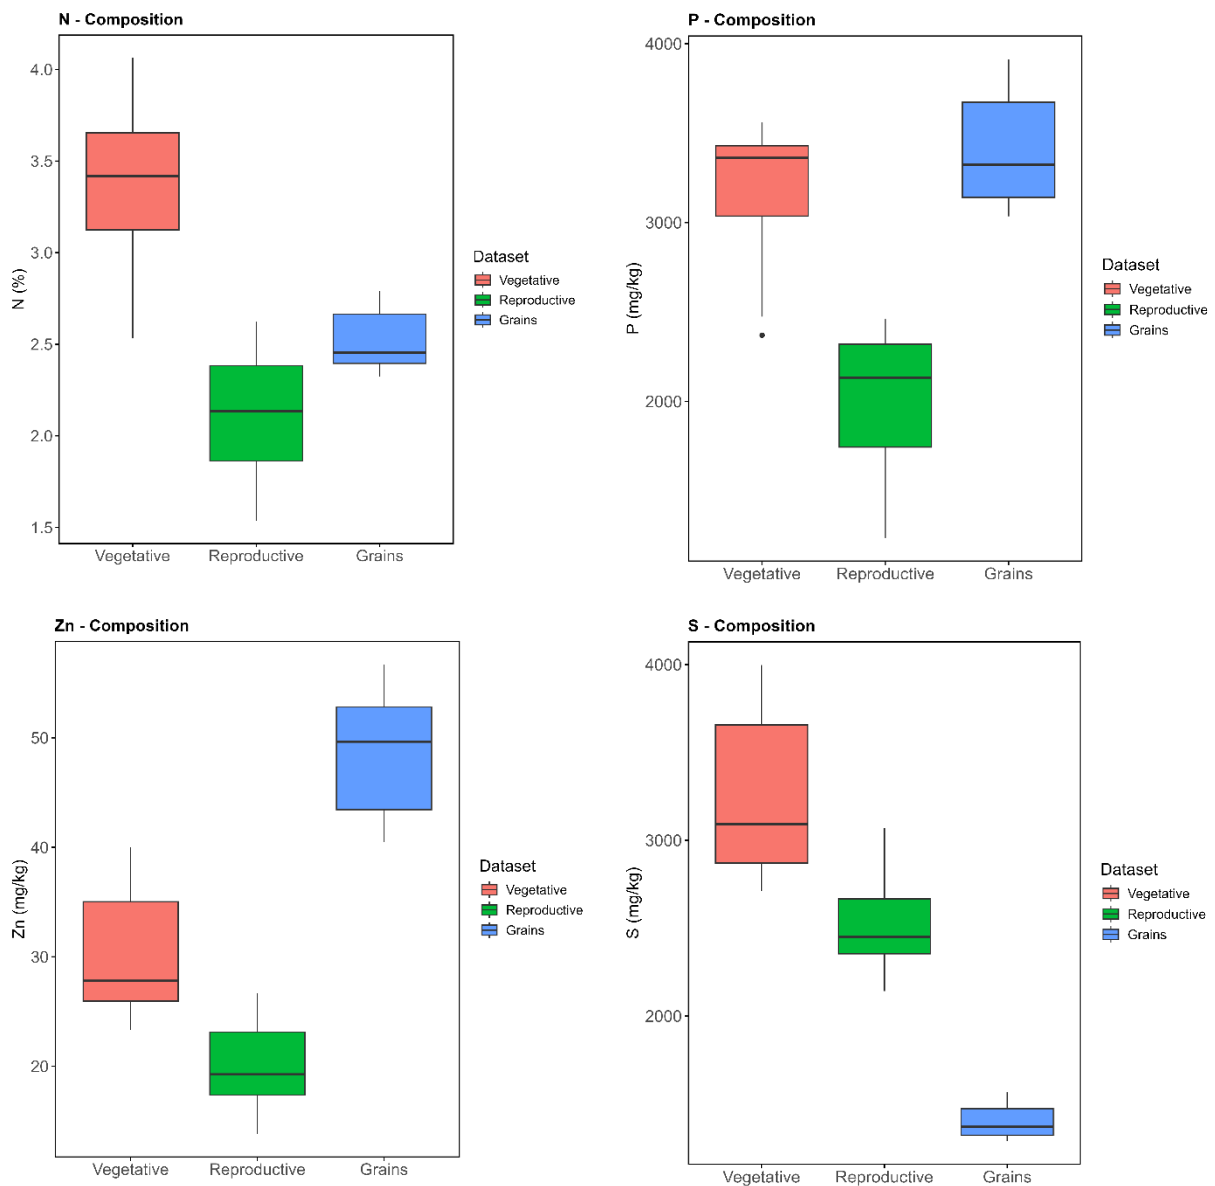 N - Composition
N (%)
4.0
3.5
3.0
2.5
2.0
1.5
Vegetative Reproductive Grains
Dataset
Vegetative
Reproductive
Grains
P - Composition
P (mg/kg)
4000
3000
2000
Vegetative Reproductive Grains
Dataset
Vegetative
Reproductive
Grains
Zn - Composition
Zn (mg/kg)
50
40
30
20
Vegetative Reproductive Grains
Dataset
Vegetative
Reproductive
Grains
S - Composition
S (mg/kg)
4000
3000
2000
Vegetative Reproductive Grains
Dataset
Vegetative
Reproductive
Grains